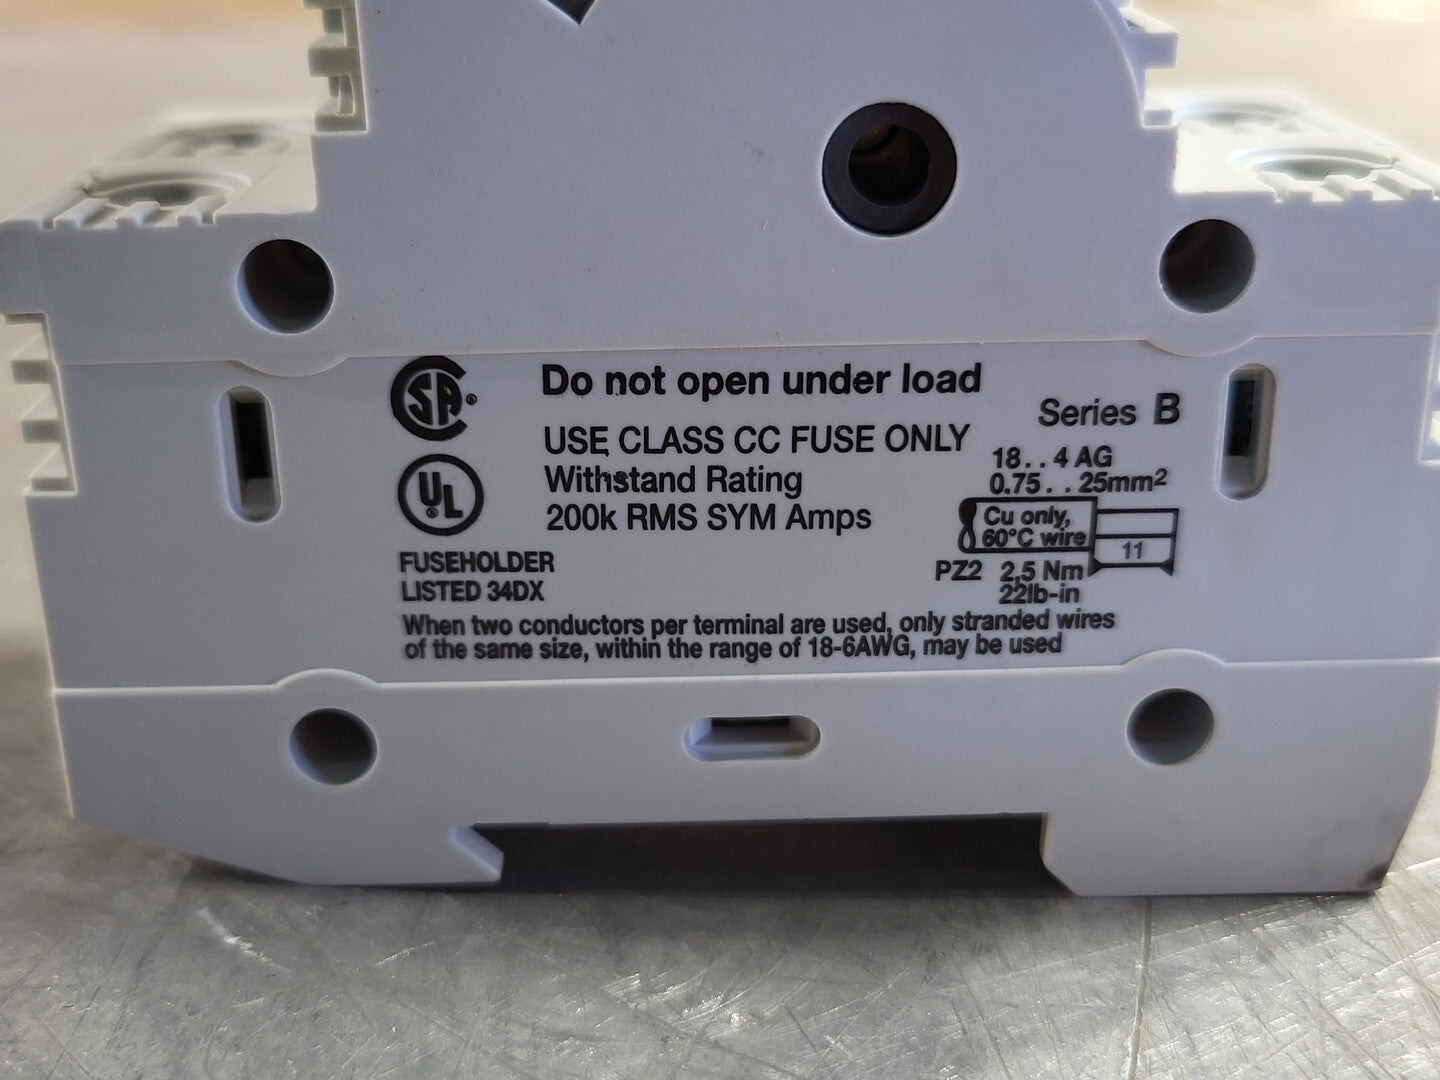 CSA®
Do not open under load
Series B
USE CLASS CC FUSE ONLY
18. . 4 AG
Withstand Rating
0.75. . 25mm²
UL®
200k RMS SYM Amps
Cu only,
60°C wire
11
FUSEHOLDER
LISTED 34DX
PZ2 2,5 Nm
22lb-in
When two conductors per terminal are used, only stranded wires
of the same size, within the range of 18-6AWG, may be used